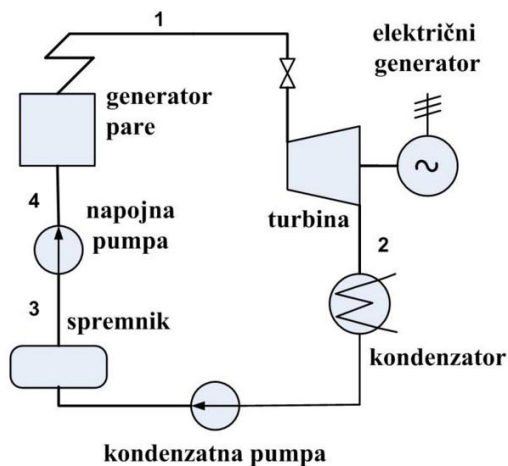 1
električni
generator
generator
pare
~
4
napojna
pumpa
turbina
2
3
spremnik
kondenzator
kondenzatna pumpa